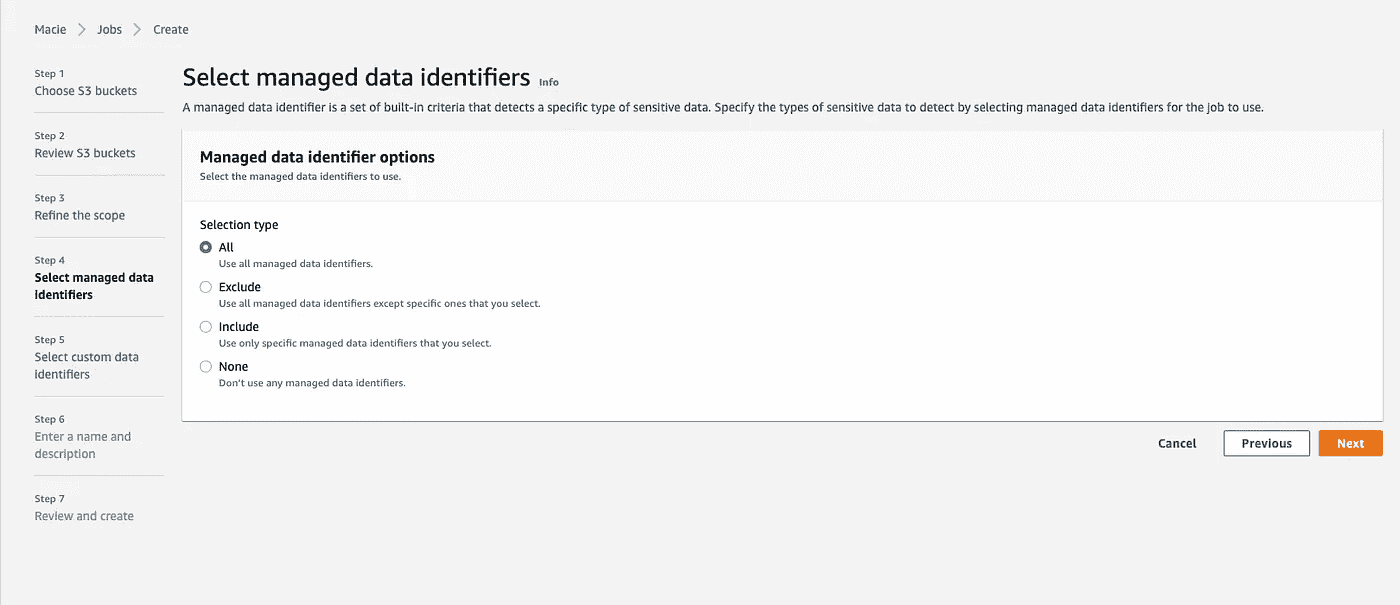 Macie > Jobs > Create
Step 1
Choose S3 buckets
Step 2
Review S3 buckets
Step 3
Refine the scope
Step 4
Select managed data
identifiers
Step 5
Select custom data
identifiers
Step 6
Enter a name and
description
Step 7
Review and create
Select managed data identifiers Info
A managed data identifier is a set of built-in criteria that detects a specific type of sensitive data. Specify the types of sensitive data to detect by selecting managed data identifiers for the job to use.
Managed data identifier options
Select the managed data identifiers to use.
Selection type
All
Use all managed data identifiers.
Exclude
Use all managed data identifiers except specific ones that you select.
Include
Use only specific managed data identifiers that you select.
None
Don't use any managed data identifiers.
Cancel Previous Next